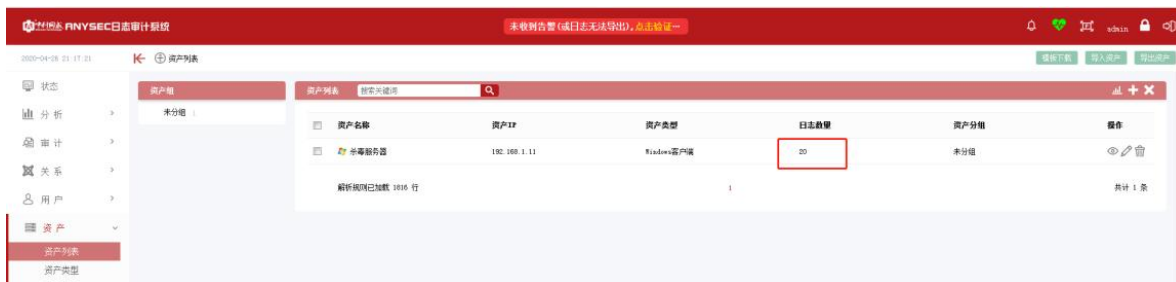 ANYSEC日志审计系统
未收到告警(或日志无法导出),点击验证一
admin
2020-04-26 21:17:21
资产列表
模板下载
导入资产
导出资产
状态
分析
审计
关系
用户
资产
资产列表
资产类型
资产组
未分组 1
资产列表
搜索关键词
资产名称 资产IP 资产类型 日志数量 资产分组 操作
杀毒服务器 192.168.1.11 Windows客户端 20 未分组
解析规则已加载 1616 行 1 共计 1 条